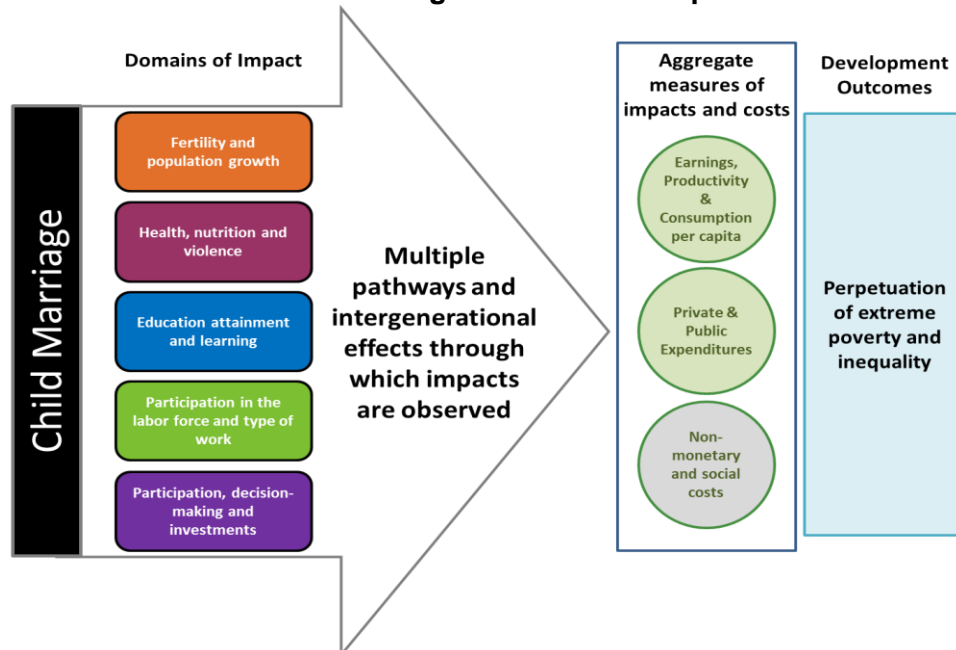 Domains of Impact
Child Marriage
Fertility and
population growth
Health, nutrition and
violence
Education attainment
and learning
Participation in the
labor force and type of
work
Participation, decision-
making and
investments
Multiple
pathways and
intergenerational
effects through
which impacts
are observed
Aggregate
measures of
impacts and costs
Earnings,
Productivity
&
Consumption
per capita
Private &
Public
Expenditures
Non-
monetary
and social
costs
Development
Outcomes
Perpetuation
of extreme
poverty and
inequality